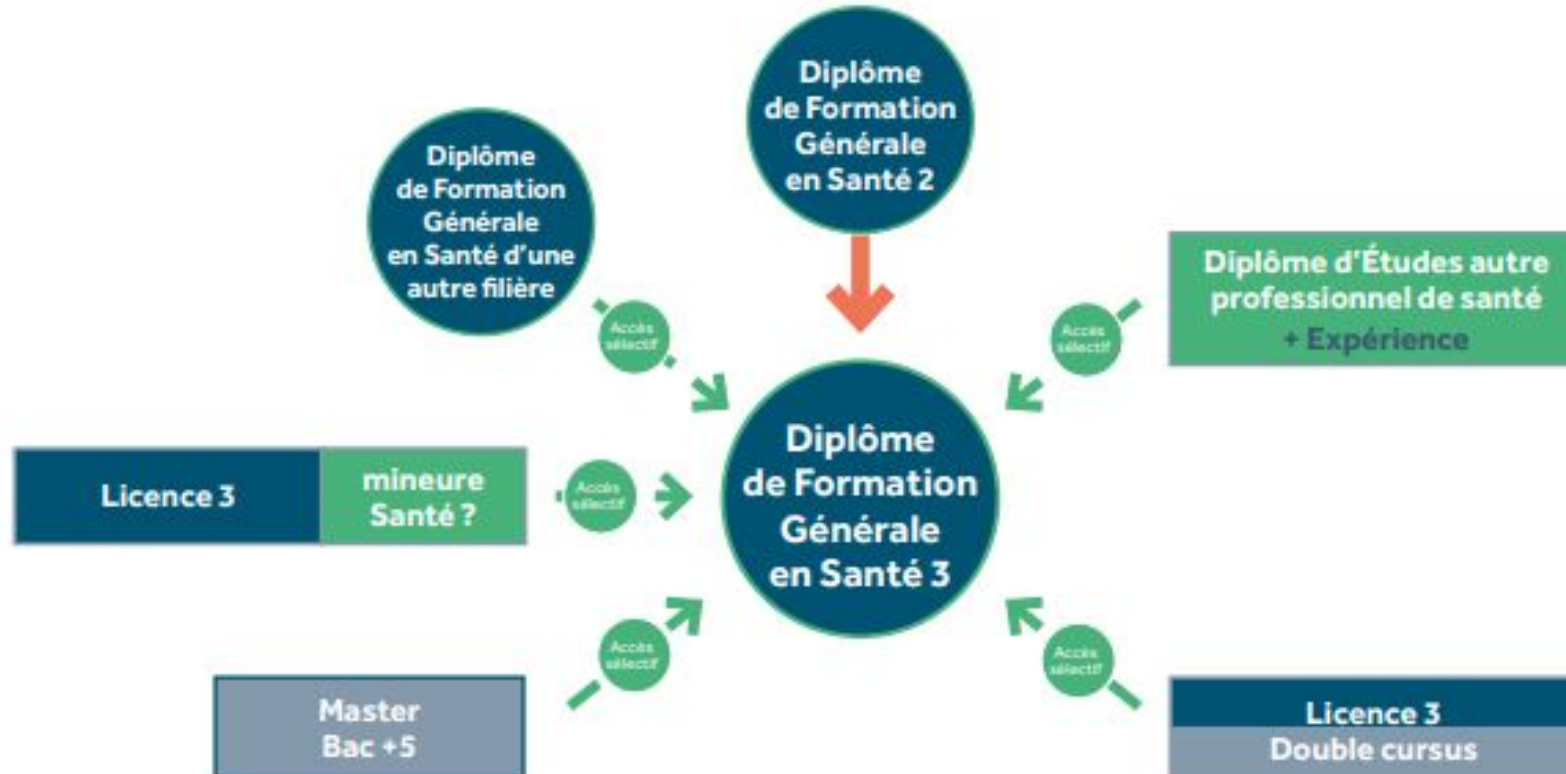 Diplôme
de Formation
Générale
en Santé 2
Diplôme
de Formation
Générale
en Santé d'une
autre filière
Diplôme d'Études autre
professionnel de santé
+ Expérience
Accès
sélectif
Accès
sélectif
Diplôme
de Formation
Générale
en Santé 3
Licence 3
mineure
Santé ?
Accès
sélectif
Accès
sélectif
Accès
sélectif
Master
Bac +5
Licence 3
Double cursus